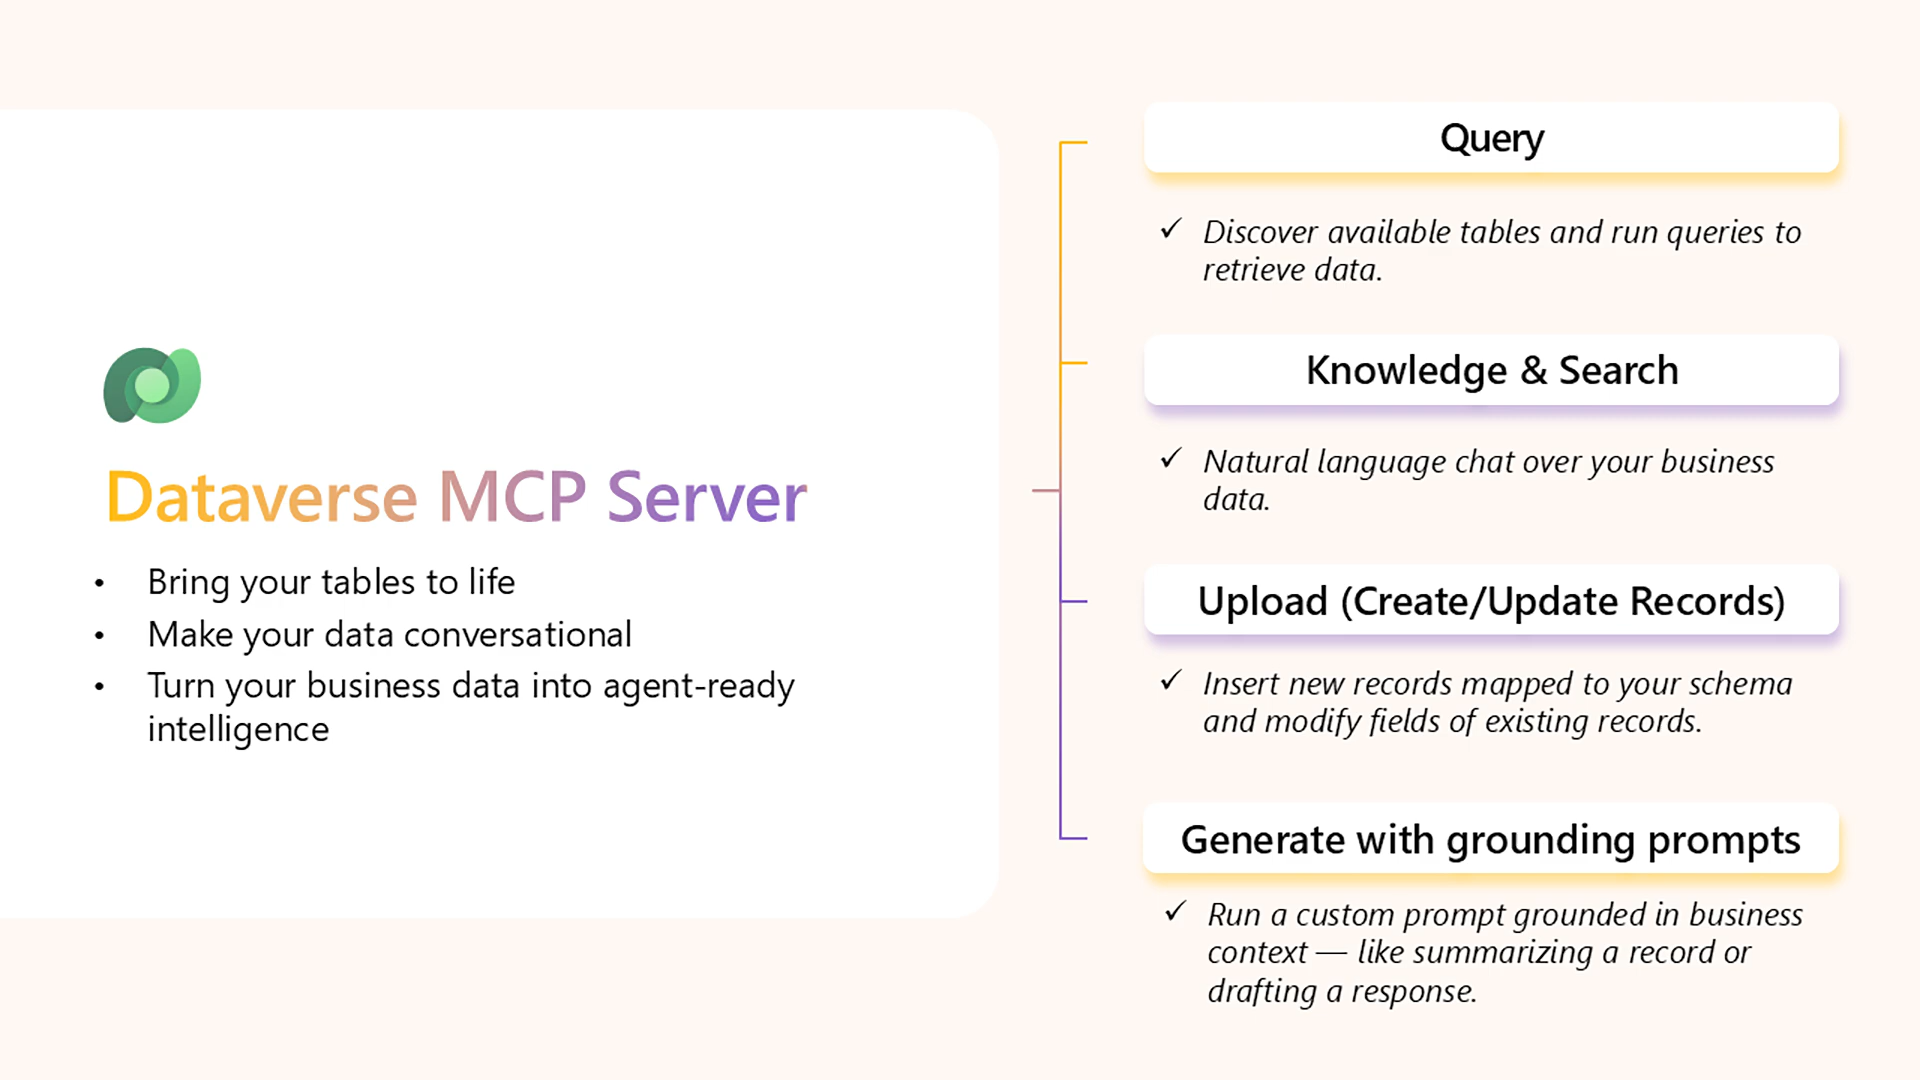 Dataverse MCP Server
• Bring your tables to life
• Make your data conversational
• Turn your business data into agent-ready
intelligence
Query
✓ Discover available tables and run queries to
retrieve data.
Knowledge & Search
✓ Natural language chat over your business
data.
Upload (Create/Update Records)
✓ Insert new records mapped to your schema
and modify fields of existing records.
Generate with grounding prompts
✓ Run a custom prompt grounded in business
context — like summarizing a record or
drafting a response.